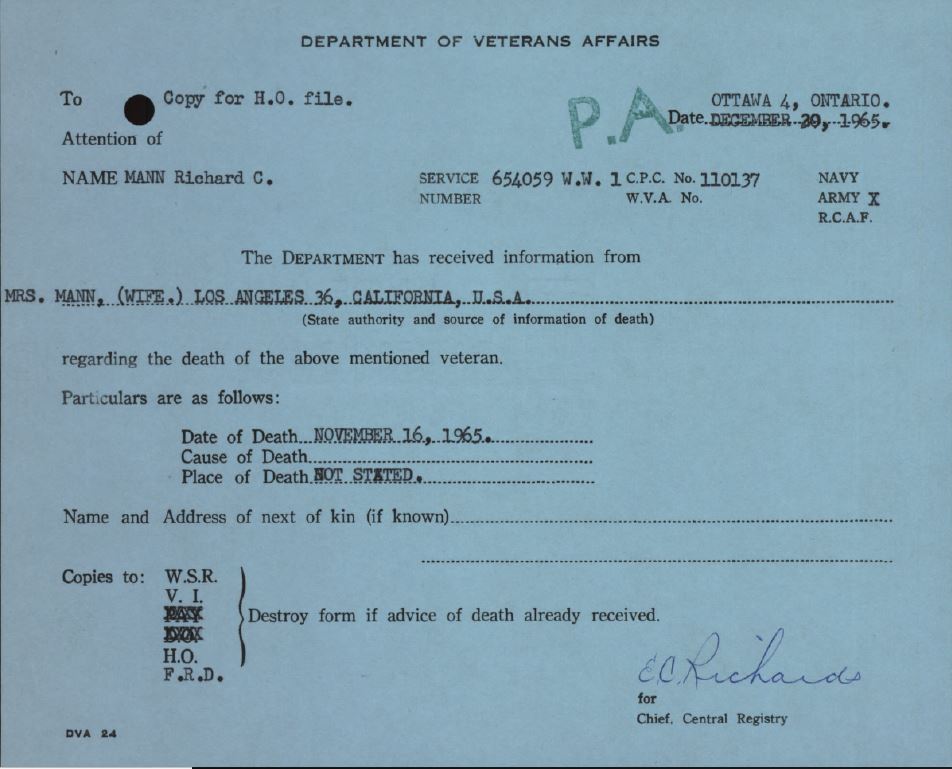 DEPARTMENT OF VETERANS AFFAIRS
To Copy for H.O. file.
P.A.
OTTAWA 4, ONTARIO.
Date DECEMBER 20, 1965.
Attention of
NAME MANN Richard C. SERVICE 654059 W.W. 1 C.P.C. No. 110137 NAVY
NUMBER W.V.A. No. ARMY X
R.C.A.F.
The DEPARTMENT has received information from
MRS. MANN, (WIFE.) LOS ANGELES 36, CALIFORNIA, U.S.A.
(State authority and source of information of death)
regarding the death of the above mentioned veteran.
Particulars are as follows:
Date of Death NOVEMBER 16, 1965.
Cause of Death
Place of Death NOT STATED.
Name and Address of next of kin (if known)
Copies to: W.S.R.
V. I.
Destroy form if advice of death already received.
H.O.
F.R.D.
E.C. Richards
for
Chief, Central Registry
DVA 24